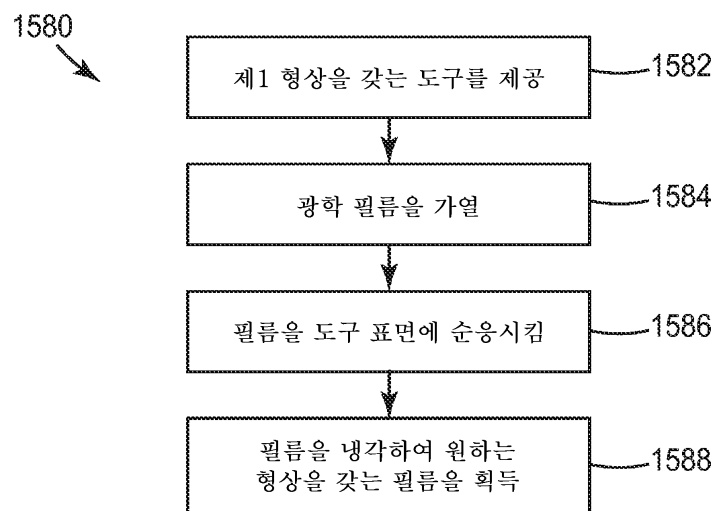 1580
제1 형상을 갖는 도구를 제공
1582
광학 필름을 가열
1584
필름을 도구 표면에 순응시킴
1586
필름을 냉각하여 원하는
형상을 갖는 필름을 획득
1588